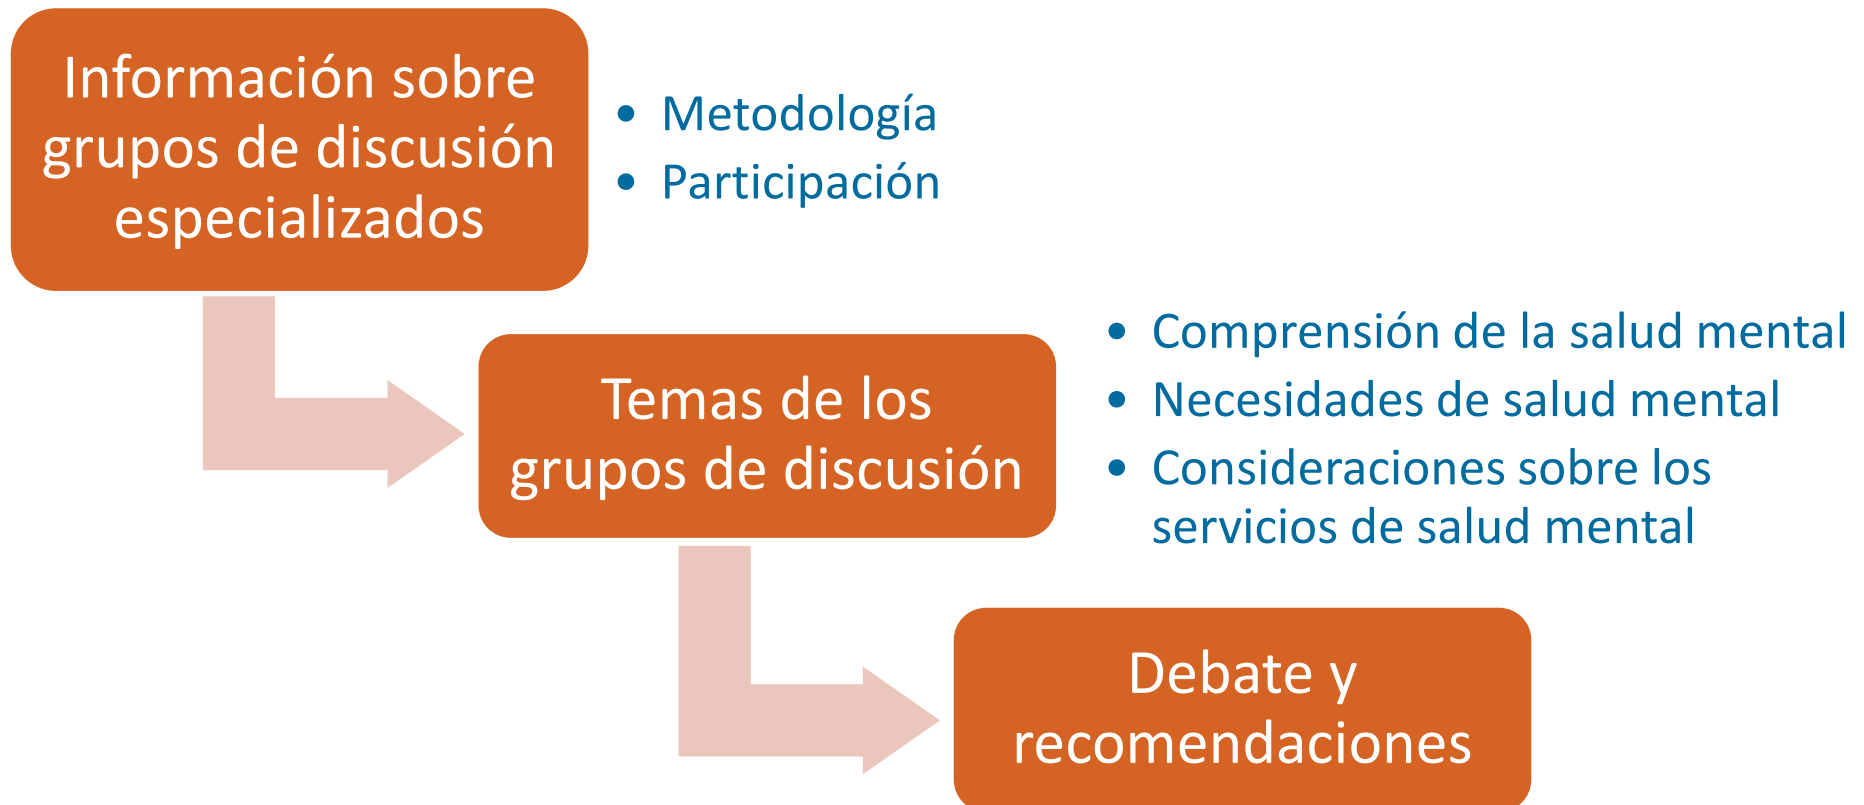 Información sobre
grupos de discusión
especializados
• Metodología
• Participación
Temas de los
grupos de discusión
• Comprensión de la salud mental
• Necesidades de salud mental
• Consideraciones sobre los
servicios de salud mental
Debate y
recomendaciones